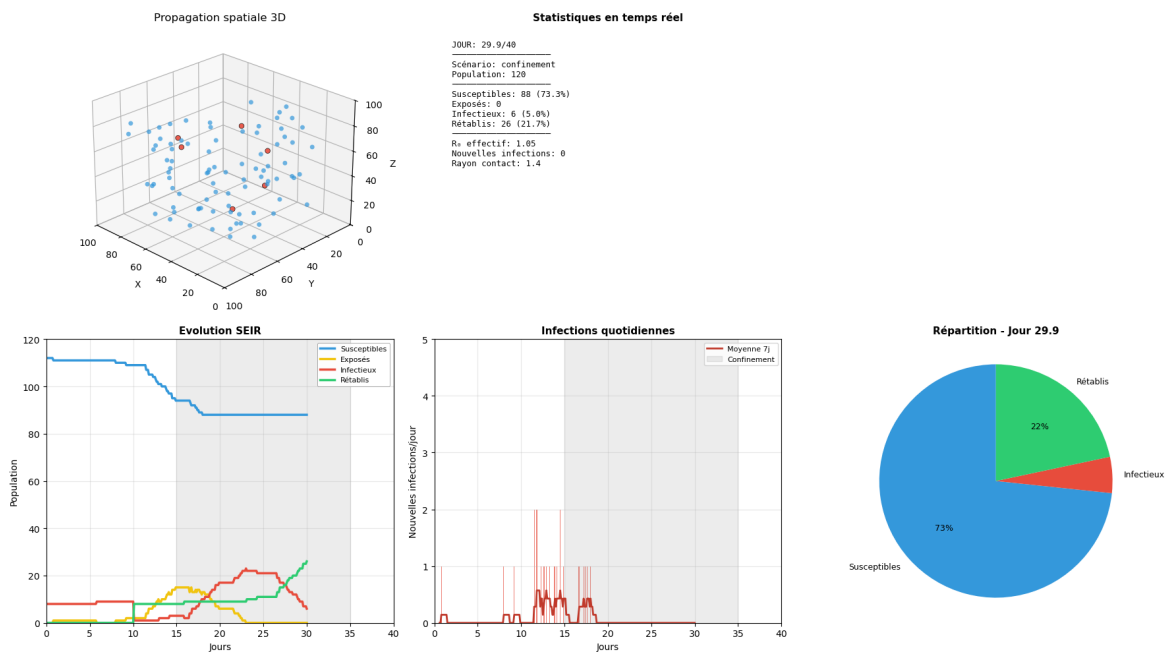 Propagation spatiale 3D
100
80
60
40
20
0
Z
100
80
60
40
20
0
X
100
80
60
40
20
0
Y
Statistiques en temps réel
JOUR: 29.9/40
Scénario: confinement
Population: 120
Susceptibles: 88 (73.3%)
Exposés: 0
Infectieux: 6 (5.0%)
Rétablis: 26 (21.7%)
R₀ effectif: 1.05
Nouvelles infections: 0
Rayon contact: 1.4
Evolution SEIR
Susceptibles
Exposés
Infectieux
Rétablis
120
100
80
60
40
20
0
Population
0 5 10 15 20 25 30 35 40
Jours
Infections quotidiennes
Moyenne 7j
Confinement
5
4
3
2
1
0
Nouvelles infections/jour
0 5 10 15 20 25 30 35 40
Jours
Répartition - Jour 29.9
Rétablis
22%
Infectieux
73%
Susceptibles